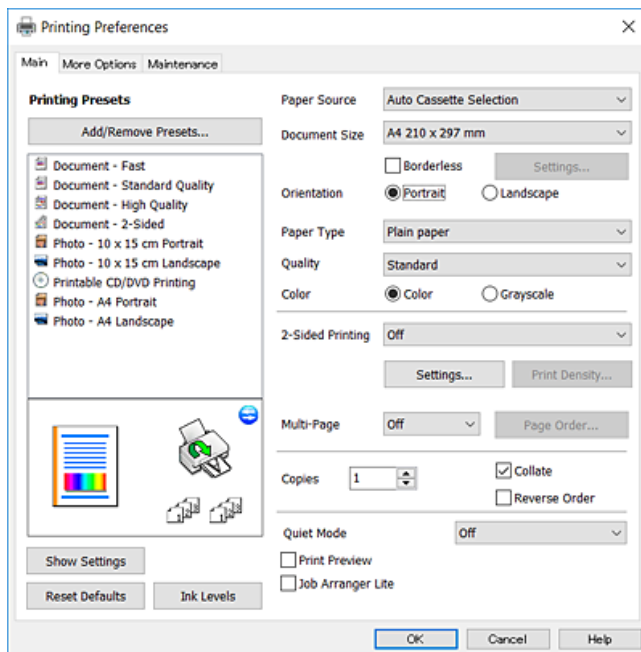 Printing Preferences
Main More Options Maintenance
Printing Presets
Add/Remove Presets...
Document - Fast
Document - Standard Quality
Document - High Quality
Document - 2-Sided
Photo - 10 x 15 cm Portrait
Photo - 10 x 15 cm Landscape
Printable CD/DVD Printing
Photo - A4 Portrait
Photo - A4 Landscape
Show Settings
Reset Defaults Ink Levels
Paper Source Auto Cassette Selection
Document Size A4 210 x 297 mm
Borderless Settings...
Orientation Portrait Landscape
Paper Type Plain paper
Quality Standard
Color Color Grayscale
2-Sided Printing Off
Settings... Print Density...
Multi-Page Off Page Order...
Copies 1 Collate
Reverse Order
Quiet Mode Off
Print Preview
Job Arranger Lite
OK Cancel Help